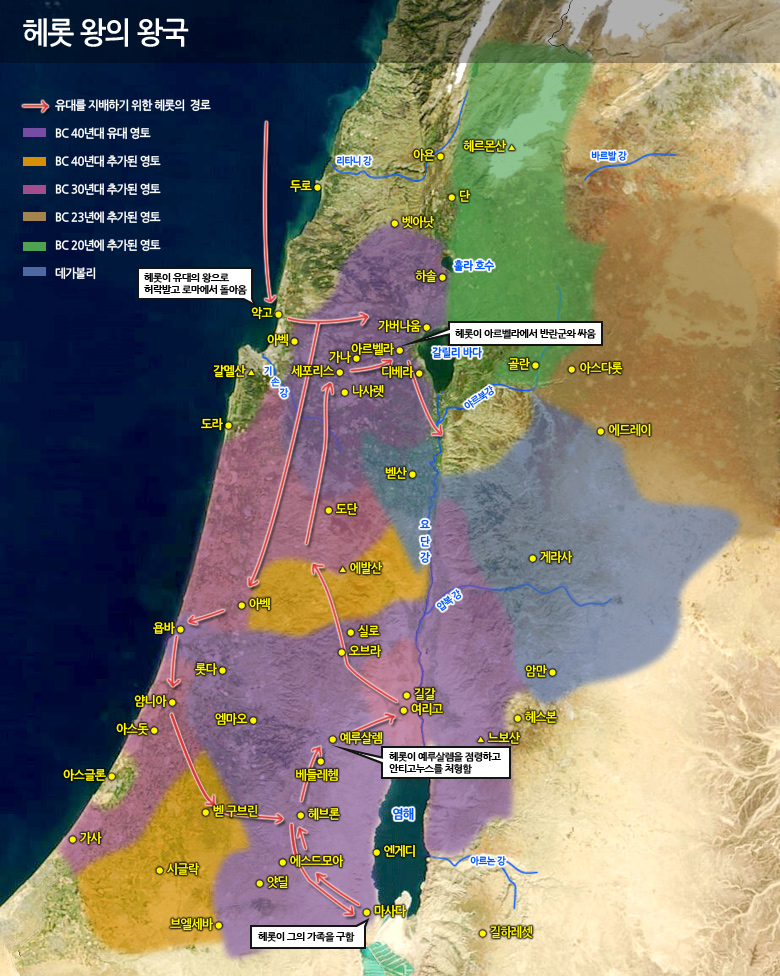 헤롯 왕의 왕국
유대를 지배하기 위한 헤롯의 경로
BC 40년대 유대 영토
BC 40년대 추가된 영토
BC 30년대 추가된 영토
BC 23년에 추가된 영토
BC 20년에 추가된 영토
데가볼리
헤르몬산
아욘
바르발 강
리타니 강
두로
단
벳아낫
훌라 호수
하솔
헤롯이 유대의 왕으로
허락받고 로마에서 돌아옴
악고
가버나움
헤롯이 아르벨라에서 반란군과 싸움
아벡
아르벨라
갈릴리 바다
가나
갈멜산
기손 강
세포리스
디베랴
골란
아스다롯
나사렛
야르묵강
도라
에드레이
벧산
도단
요단강
게라사
에발산
얍복 강
아벡
욥바
실로
오브라
롯다
암만
길갈
얌니아
여리고
엠마오
헤스본
아스돗
예루살렘
느보산
헤롯이 예루살렘을 점령하고
안티고누스를 처형함
베들레헴
아스글론
벧 구브린
헤브론
염해
가사
엔게디
에스드모아
아르논 강
시글락
얏딜
마사다
브엘세바
길하레셋
헤롯이 그의 가족을 구함